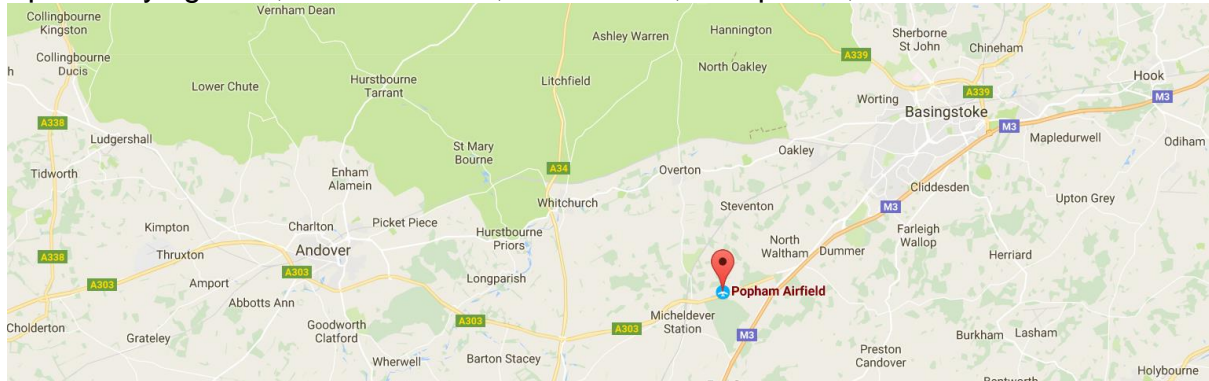 Collingbourne
Kingston
Vernham Dean
Ashley Warren
Hannington
Sherborne
St John
Chineham
Collingbourne
Ducis
Lower Chute
Hurstbourne
Tarrant
Litchfield
North Oakley
A339
Hook
Worting
A339
M3
Basingstoke
A338
Ludgershall
M3
Mapledurwell
Odiham
St Mary
Bourne
Oakley
Tidworth
Enham
Alamein
A34
Overton
Cliddesden
Upton Grey
Whitchurch
Steventon
M3
Kimpton
Charlton
Picket Piece
Hurstbourne
Priors
North
Waltham
Dummer
Farleigh
Wallop
Andover
Thruxton
A338
A303
A303
Amport
Longparish
Herriard
Abbotts Ann
Popham Airfield
Micheldever
Station
Cholderton
Grateley
Goodworth
Clatford
A303
A303
M3
Burkham
Lasham
Wherwell
Barton Stacey
Preston
Candover
Holybourne